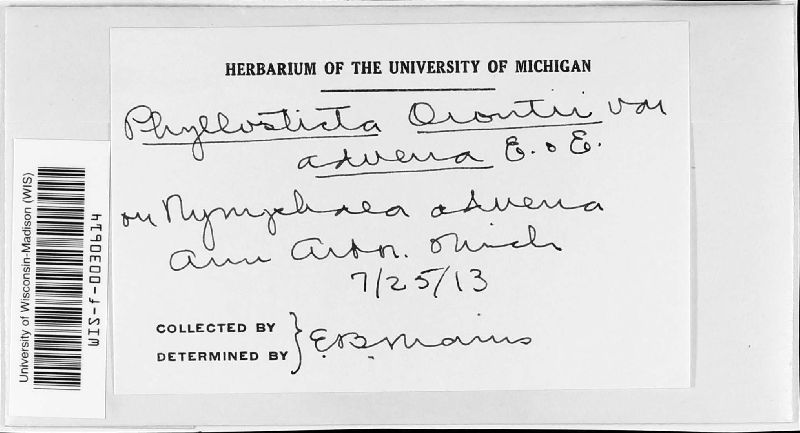 HERBARIUM OF THE UNIVERSITY OF MICHIGAN
Phyllosticta Orontii var
advena E. & E.
on Nymphaea advena
Ann Arbor. Mich
7/25/13
COLLECTED BY
DETERMINED BY
E.B. Mains
University of Wisconsin-Madison (WIS)
WIS-f-0030614